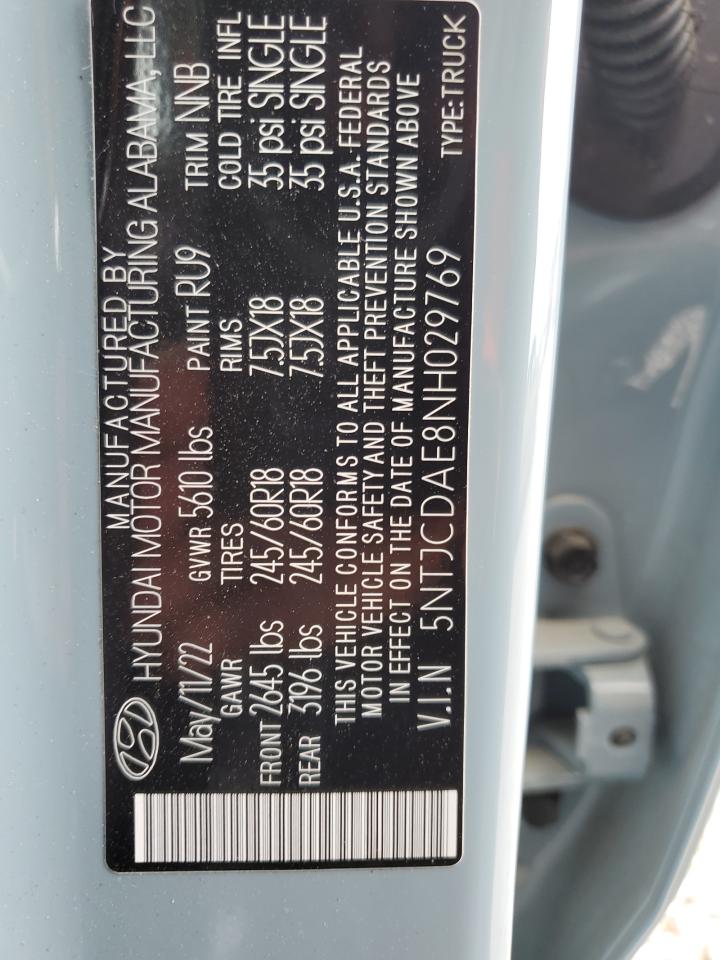 MANUFACTURED BY
HYUNDAI MOTOR MANUFACTURING ALABAMA, LLC
May/11/22 GVWR 5610 lbs PAINT RU9 TRIM NNB
GAWR TIRES RIMS COLD TIRE INFL
FRONT 2645 lbs 245/60R18 7.5JX18 35 psi SINGLE
REAR 3196 lbs 245/60R18 7.5JX18 35 psi SINGLE
THIS VEHICLE CONFORMS TO ALL APPLICABLE U.S.A. FEDERAL
MOTOR VEHICLE SAFETY AND THEFT PREVENTION STANDARDS
IN EFFECT ON THE DATE OF MANUFACTURE SHOWN ABOVE
V.I.N 5NTJCDAE8NH029769 TYPE: TRUCK